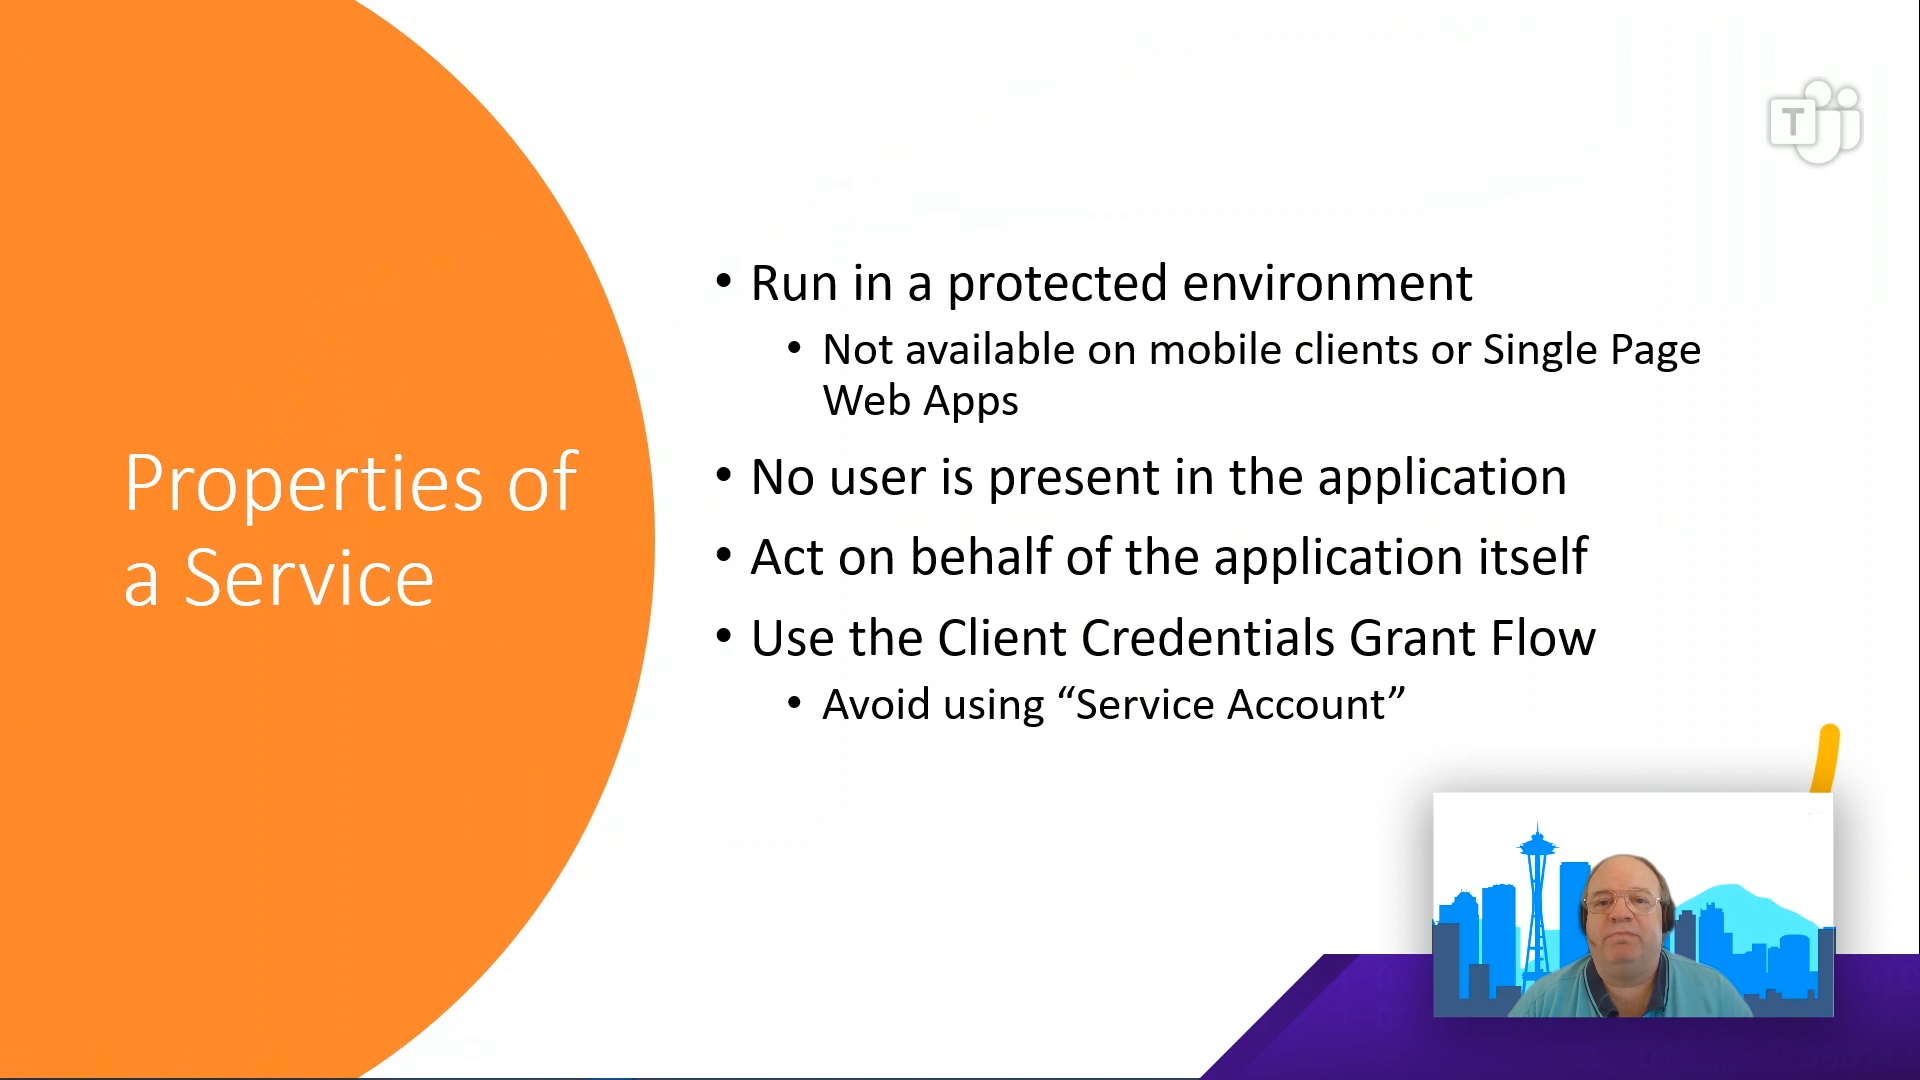 Properties of
a Service
• Run in a protected environment
• Not available on mobile clients or Single Page
Web Apps
• No user is present in the application
• Act on behalf of the application itself
• Use the Client Credentials Grant Flow
• Avoid using “Service Account”
T